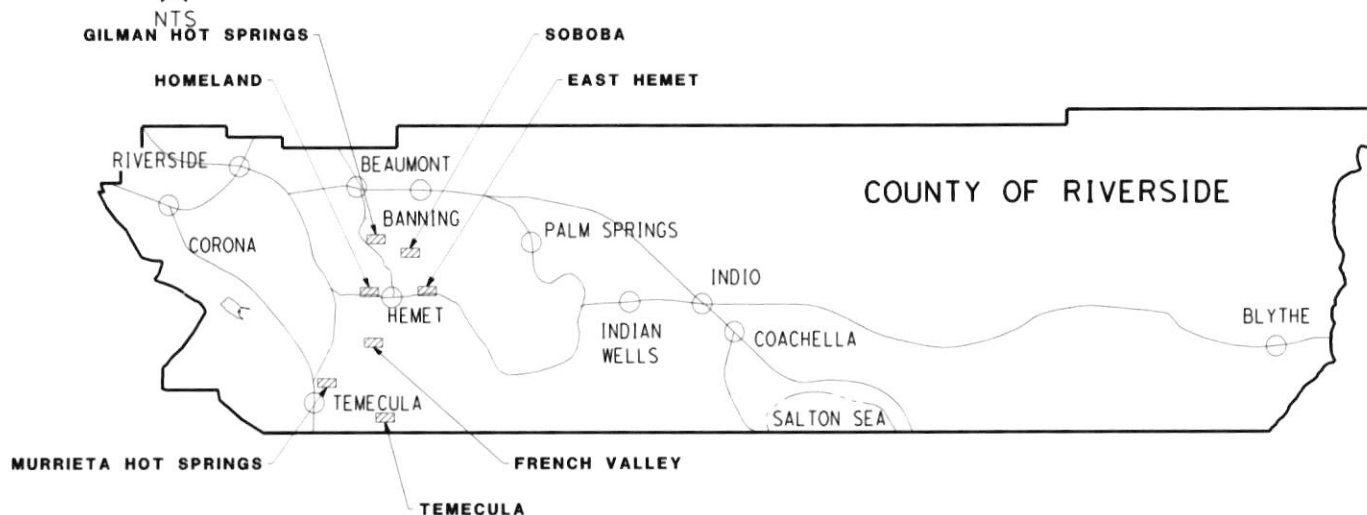 NTS
GILMAN HOT SPRINGS
SOBOBA
HOMELAND
EAST HEMET
RIVERSIDE
BEAUMONT
COUNTY OF RIVERSIDE
BANNING
PALM SPRINGS
CORONA
INDIO
HEMET
INDIAN
WELLS
COACHELLA
BLYTHE
TEMECULA
SALTON SEA
MURRIETA HOT SPRINGS
FRENCH VALLEY
TEMECULA